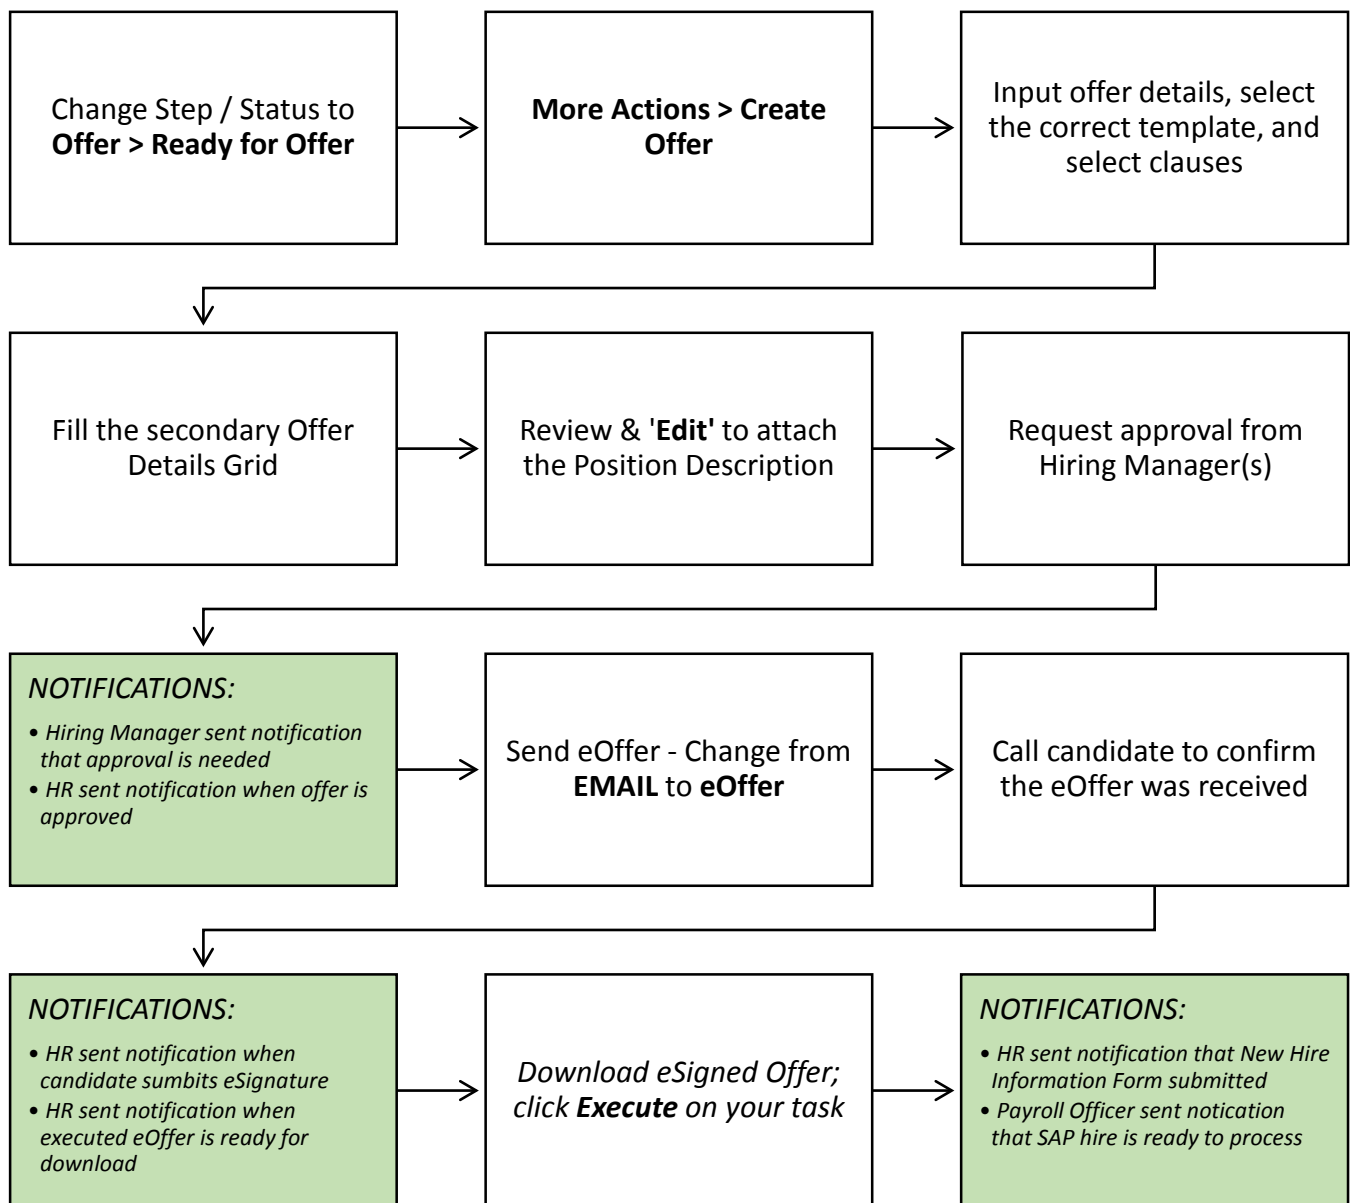 Change Step / Status to
Offer > Ready for Offer
More Actions > Create
Offer
Input offer details, select
the correct template, and
select clauses
Fill the secondary Offer
Details Grid
Review & 'Edit' to attach
the Position Description
Request approval from
Hiring Manager(s)
NOTIFICATIONS:
• Hiring Manager sent notification
that approval is needed
• HR sent notification when offer is
approved
Send eOffer - Change from
EMAIL to eOffer
Call candidate to confirm
the eOffer was received
NOTIFICATIONS:
• HR sent notification when
candidate sumbits eSignature
• HR sent notification when
executed eOffer is ready for
download
Download eSigned Offer;
click Execute on your task
NOTIFICATIONS:
• HR sent notification that New Hire
Information Form submitted
• Payroll Officer sent notication
that SAP hire is ready to process